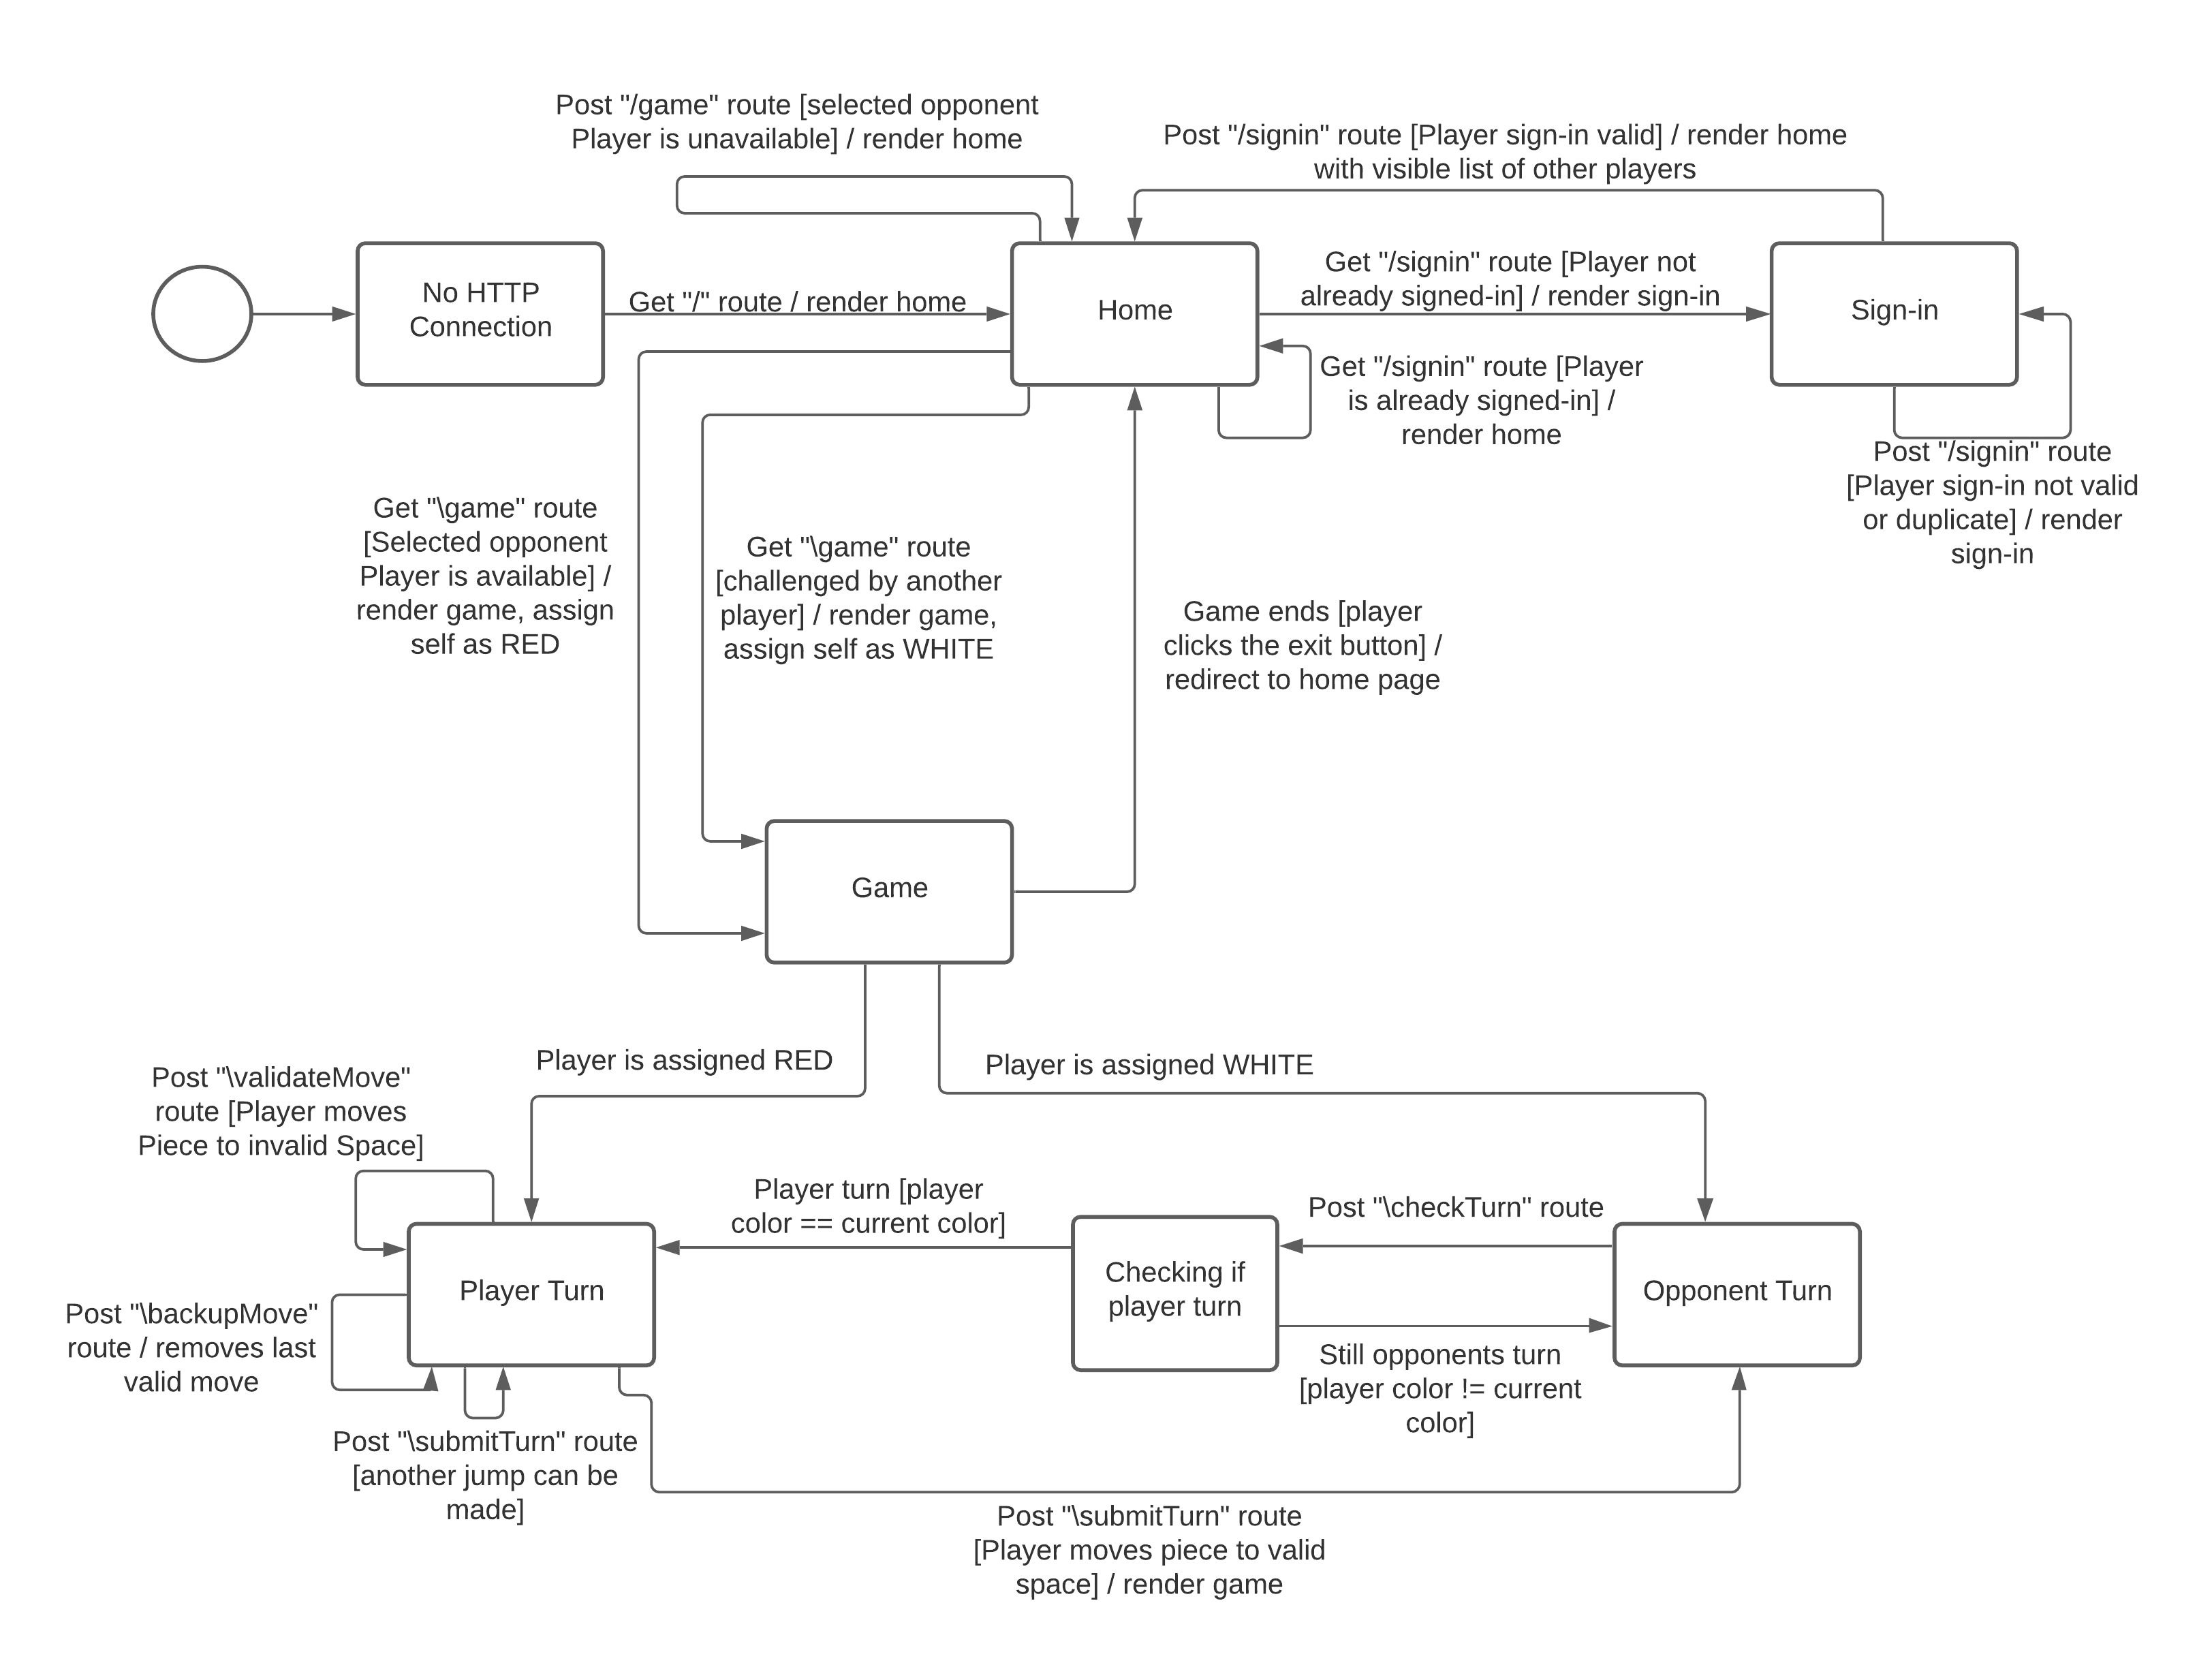 Post "/game" route [selected opponent
Player is unavailable] / render home
Post "/signin" route [Player sign-in valid] / render home
with visible list of other players
No HTTP
Connection
Get "/" route / render home
Home
Get "/signin" route [Player not
already signed-in] / render sign-in
Sign-in
Get "/signin" route [Player
is already signed-in] /
render home
Post "/signin" route
[Player sign-in not valid
or duplicate] / render
sign-in
Get "\game" route
[Selected opponent
Player is available] /
render game, assign
self as RED
Get "\game" route
[challenged by another
player] / render game,
assign self as WHITE
Game ends [player
clicks the exit button] /
redirect to home page
Game
Player is assigned RED
Player is assigned WHITE
Post "\validateMove"
route [Player moves
Piece to invalid Space]
Player turn [player
color == current color]
Post "\checkTurn" route
Player Turn
Checking if
player turn
Opponent Turn
Post "\backupMove"
route / removes last
valid move
Still opponents turn
[player color != current
color]
Post "\submitTurn" route
[another jump can be
made]
Post "\submitTurn" route
[Player moves piece to valid
space] / render game